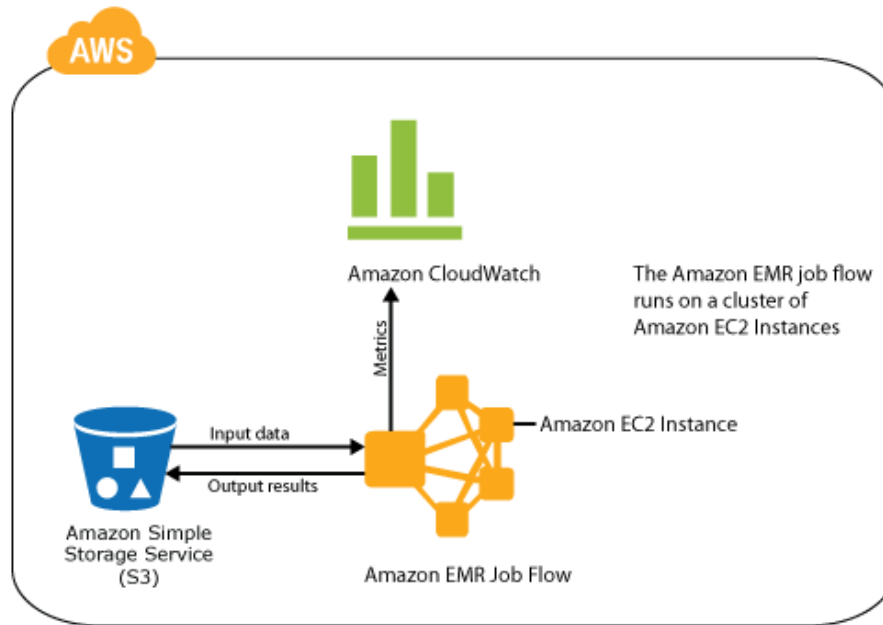 AWS
Amazon CloudWatch
The Amazon EMR job flow
runs on a cluster of
Amazon EC2 Instances
Metrics
Amazon EC2 Instance
Input data
Output results
Amazon Simple
Storage Service
(S3)
Amazon EMR Job Flow